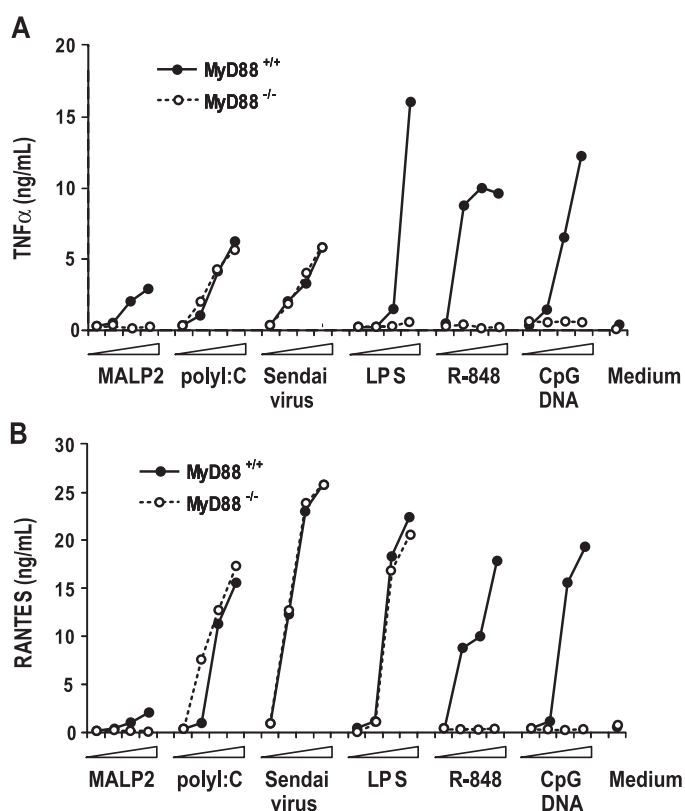 A
20
MyD88 +/+
MyD88 -/-
15
TNFα (ng/mL)
10
5
0
MALP2 polyI:C Sendai virus LPS R-848 CpG DNA Medium
B
30
MyD88 +/+
25
MyD88 -/-
20
RANTES (ng/mL)
15
10
5
0
MALP2 polyI:C Sendai virus LPS R-848 CpG DNA Medium